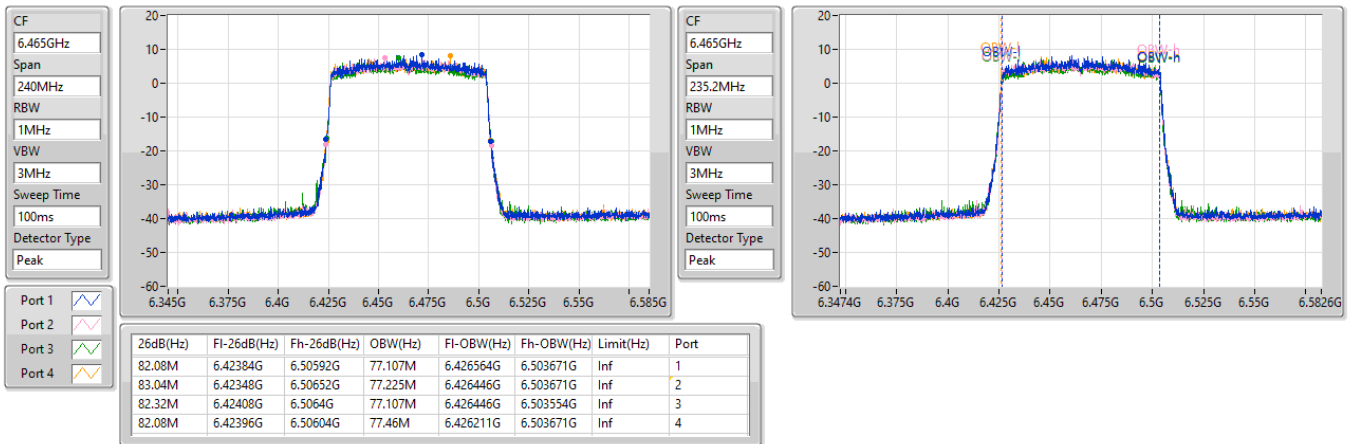 CF
6.465GHz
Span
240MHz
RBW
1MHz
VBW
3MHz
Sweep Time
100ms
Detector Type
Peak
20
10
0
-10
-20
-30
-40
-50
-60
6.345G 6.375G 6.4G 6.425G 6.45G 6.475G 6.5G 6.525G 6.55G 6.585G
CF
6.465GHz
Span
235.2MHz
RBW
1MHz
VBW
3MHz
Sweep Time
100ms
Detector Type
Peak
20
10
0
-10
-20
-30
-40
-50
-60
OBW-l OBW-h
6.3474G 6.375G 6.4G 6.425G 6.45G 6.475G 6.5G 6.525G 6.55G 6.5826G
Port 1
Port 2
Port 3
Port 4
26dB(Hz) Fl-26dB(Hz) Fh-26dB(Hz) OBW(Hz) Fl-OBW(Hz) Fh-OBW(Hz) Limit(Hz) Port
82.08M 6.42384G 6.50592G 77.107M 6.426564G 6.503671G Inf 1
83.04M 6.42348G 6.50652G 77.225M 6.426446G 6.503671G Inf 2
82.32M 6.42408G 6.5064G 77.107M 6.426446G 6.503554G Inf 3
82.08M 6.42396G 6.50604G 77.46M 6.426211G 6.503671G Inf 4